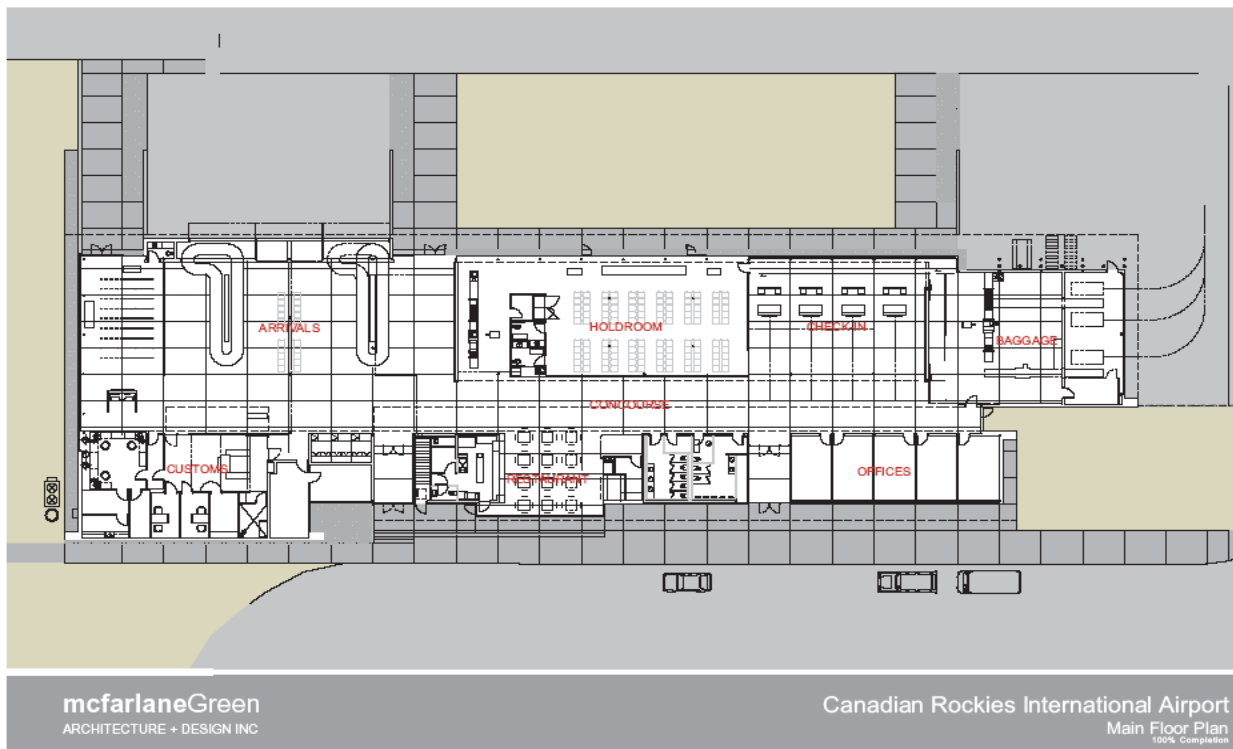 ARRIVALS
HOLDROOM
CHECK-IN
BAGGAGE
CONCOURSE
CUSTOMS
RESTAURANT
OFFICES
mcfarlaneGreen
ARCHITECTURE + DESIGN INC
Canadian Rockies International Airport
Main Floor Plan
100% Completion